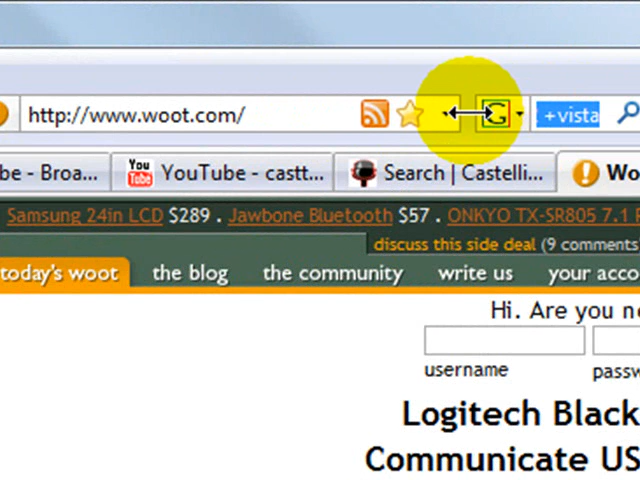 http://www.woot.com/
G
+vista
be - Broa...
You Tube
YouTube - castt...
Search | Castelli...
Wo
Samsung 24in LCD $289 . Jawbone Bluetooth $57 . ONKYO TX-SR805 7.1
discuss this side deal (9 comments
today's woot
the blog
the community
write us
your acco
Hi. Are you n
username
passw
Logitech Black
Communicate US